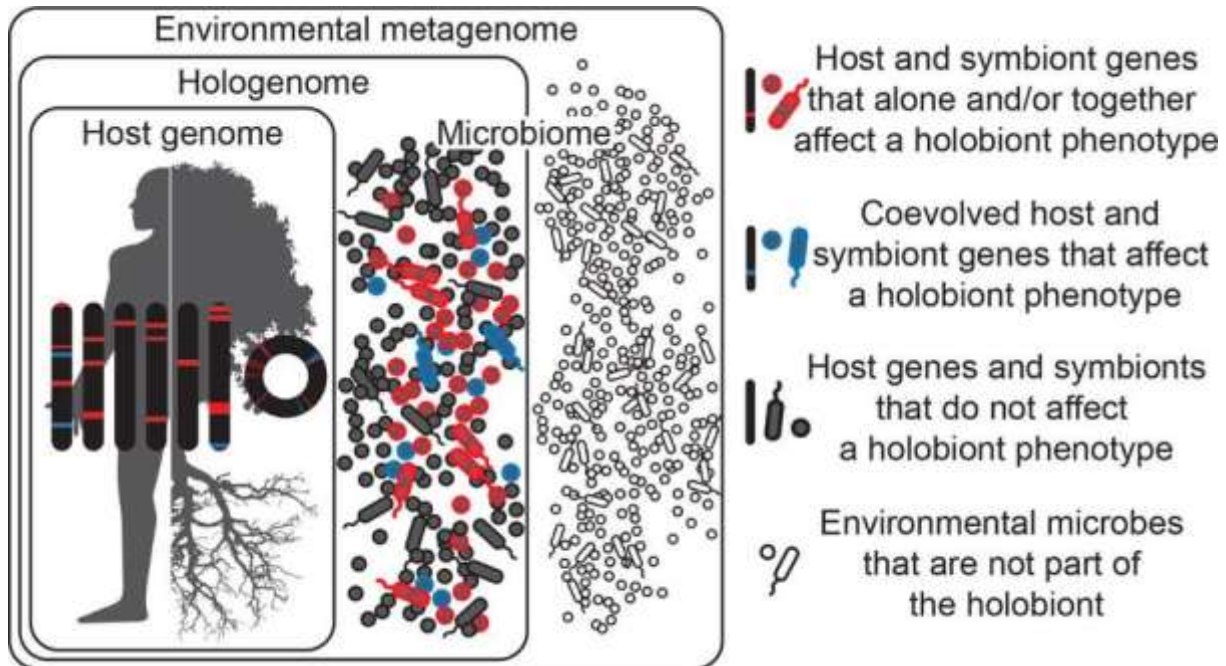 Environmental metagenome
Hologenome
Host genome
Microbiome
Host and symbiont genes
that alone and/or together
affect a holobiont phenotype
Coevolved host and
symbiont genes that affect
a holobiont phenotype
Host genes and symbionts
that do not affect
a holobiont phenotype
Environmental microbes
that are not part of
the holobiont